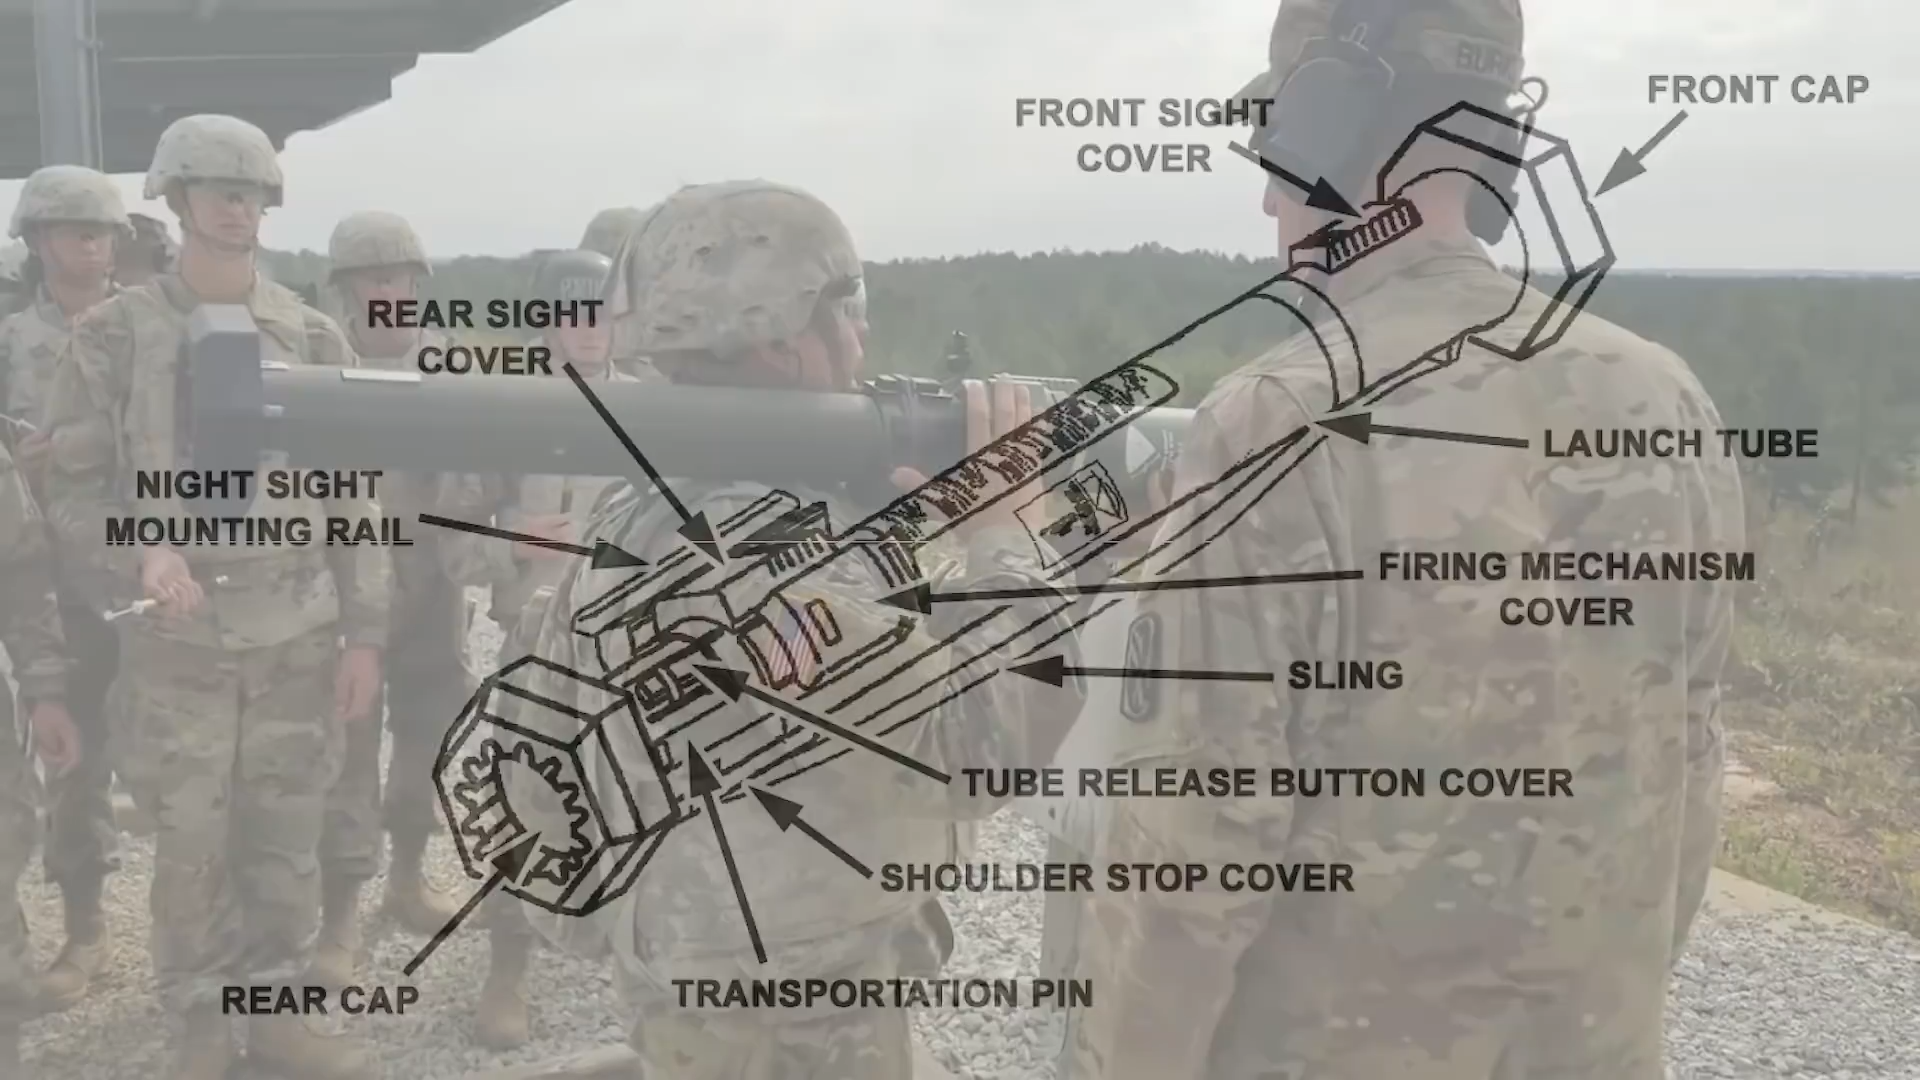 FRONT CAP
FRONT SIGHT
COVER
REAR SIGHT
COVER
NIGHT SIGHT
MOUNTING RAIL
LAUNCH TUBE
FIRING MECHANISM
COVER
SLING
TUBE RELEASE BUTTON COVER
SHOULDER STOP COVER
TRANSPORTATION PIN
REAR CAP